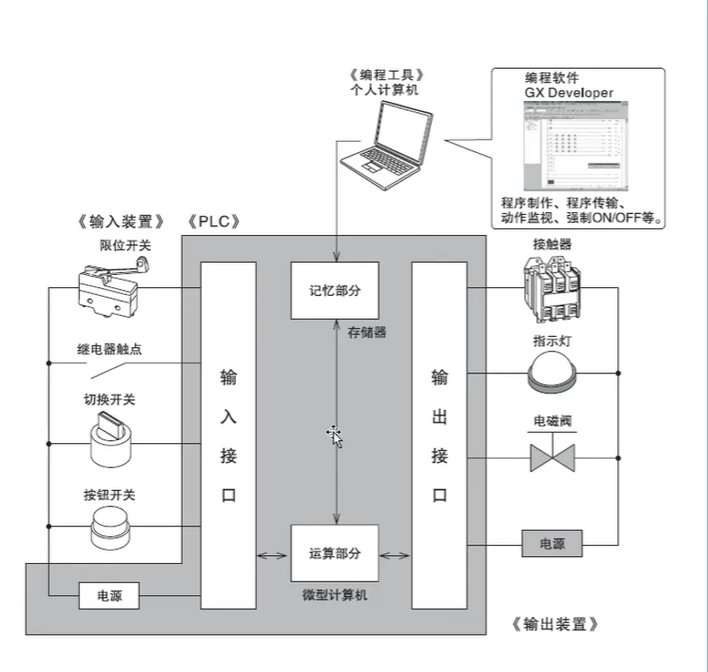 《编程工具》
个人计算机
编程软件
GX Developer
程序制作、程序传输、
动作监视、强制ON/OFF等。
《输入装置》
《PLC》
限位开关
继电器触点
切换开关
按钮开关
电源
输入接口
记忆部分
存储器
运算部分
微型计算机
输出接口
接触器
指示灯
电磁阀
电源
《输出装置》